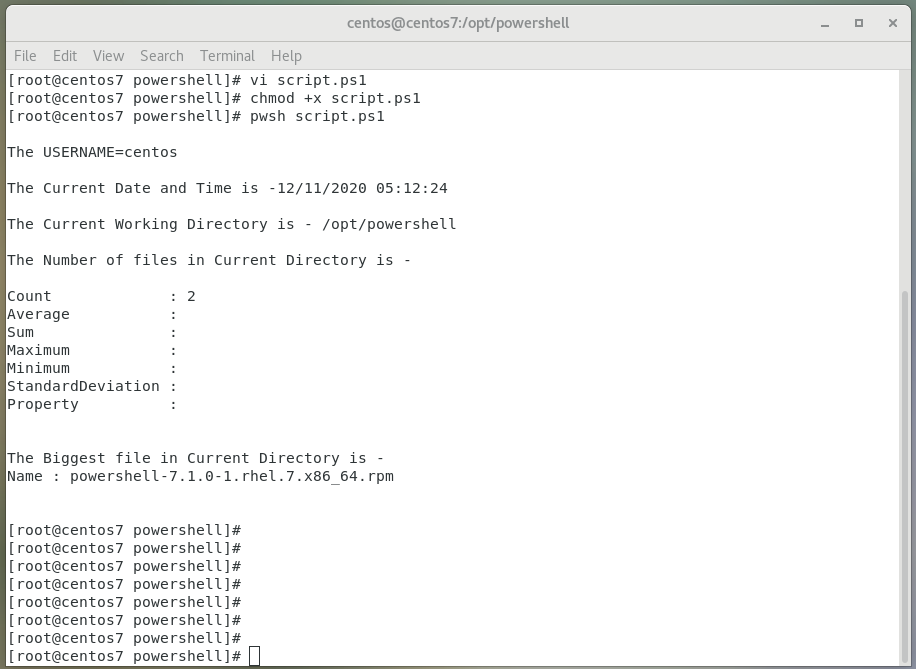 centos@centos7:/opt/powershell
File Edit View Search Terminal Help
[root@centos7 powershell]# vi script.ps1
[root@centos7 powershell]# chmod +x script.ps1
[root@centos7 powershell]# pwsh script.ps1
The USERNAME=centos
The Current Date and Time is -12/11/2020 05:12:24
The Current Working Directory is - /opt/powershell
The Number of files in Current Directory is -
Count             : 2
Average           :
Sum               :
Maximum           :
Minimum           :
StandardDeviation :
Property          :
The Biggest file in Current Directory is -
Name : powershell-7.1.0-1.rhel.7.x86_64.rpm
[root@centos7 powershell]#
[root@centos7 powershell]#
[root@centos7 powershell]#
[root@centos7 powershell]#
[root@centos7 powershell]#
[root@centos7 powershell]#
[root@centos7 powershell]#
[root@centos7 powershell]#